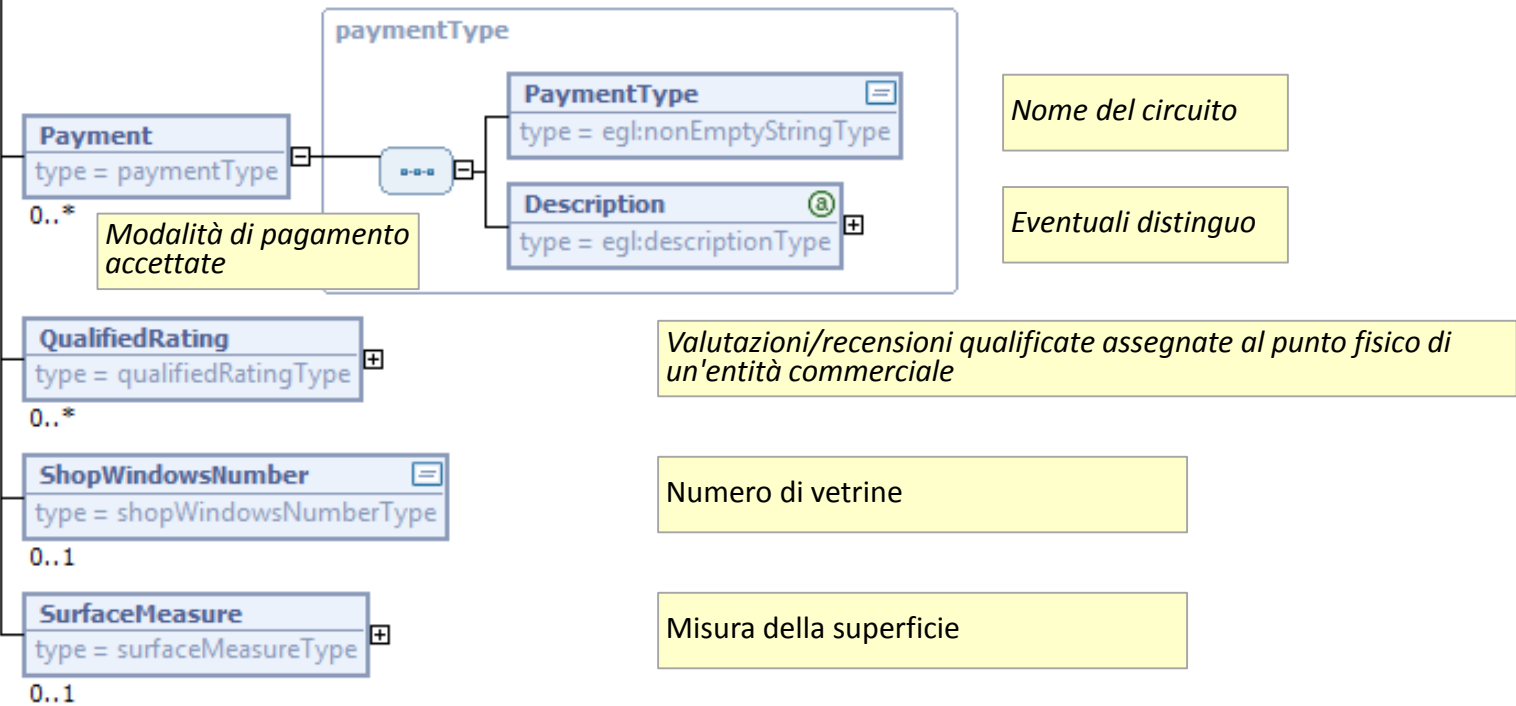 paymentType
PaymentType
type = egl:nonEmptyStringType
Nome del circuito
Payment
type = paymentType
0..*
Modalità di pagamento
accettate
Description
a
type = egl:descriptionType
Eventuali distinguo
QualifiedRating
type = qualifiedRatingType
0..*
Valutazioni/recensioni qualificate assegnate al punto fisico di
un'entità commerciale
ShopWindowsNumber
type = shopWindowsNumberType
0..1
Numero di vetrine
SurfaceMeasure
type = surfaceMeasureType
0..1
Misura della superficie